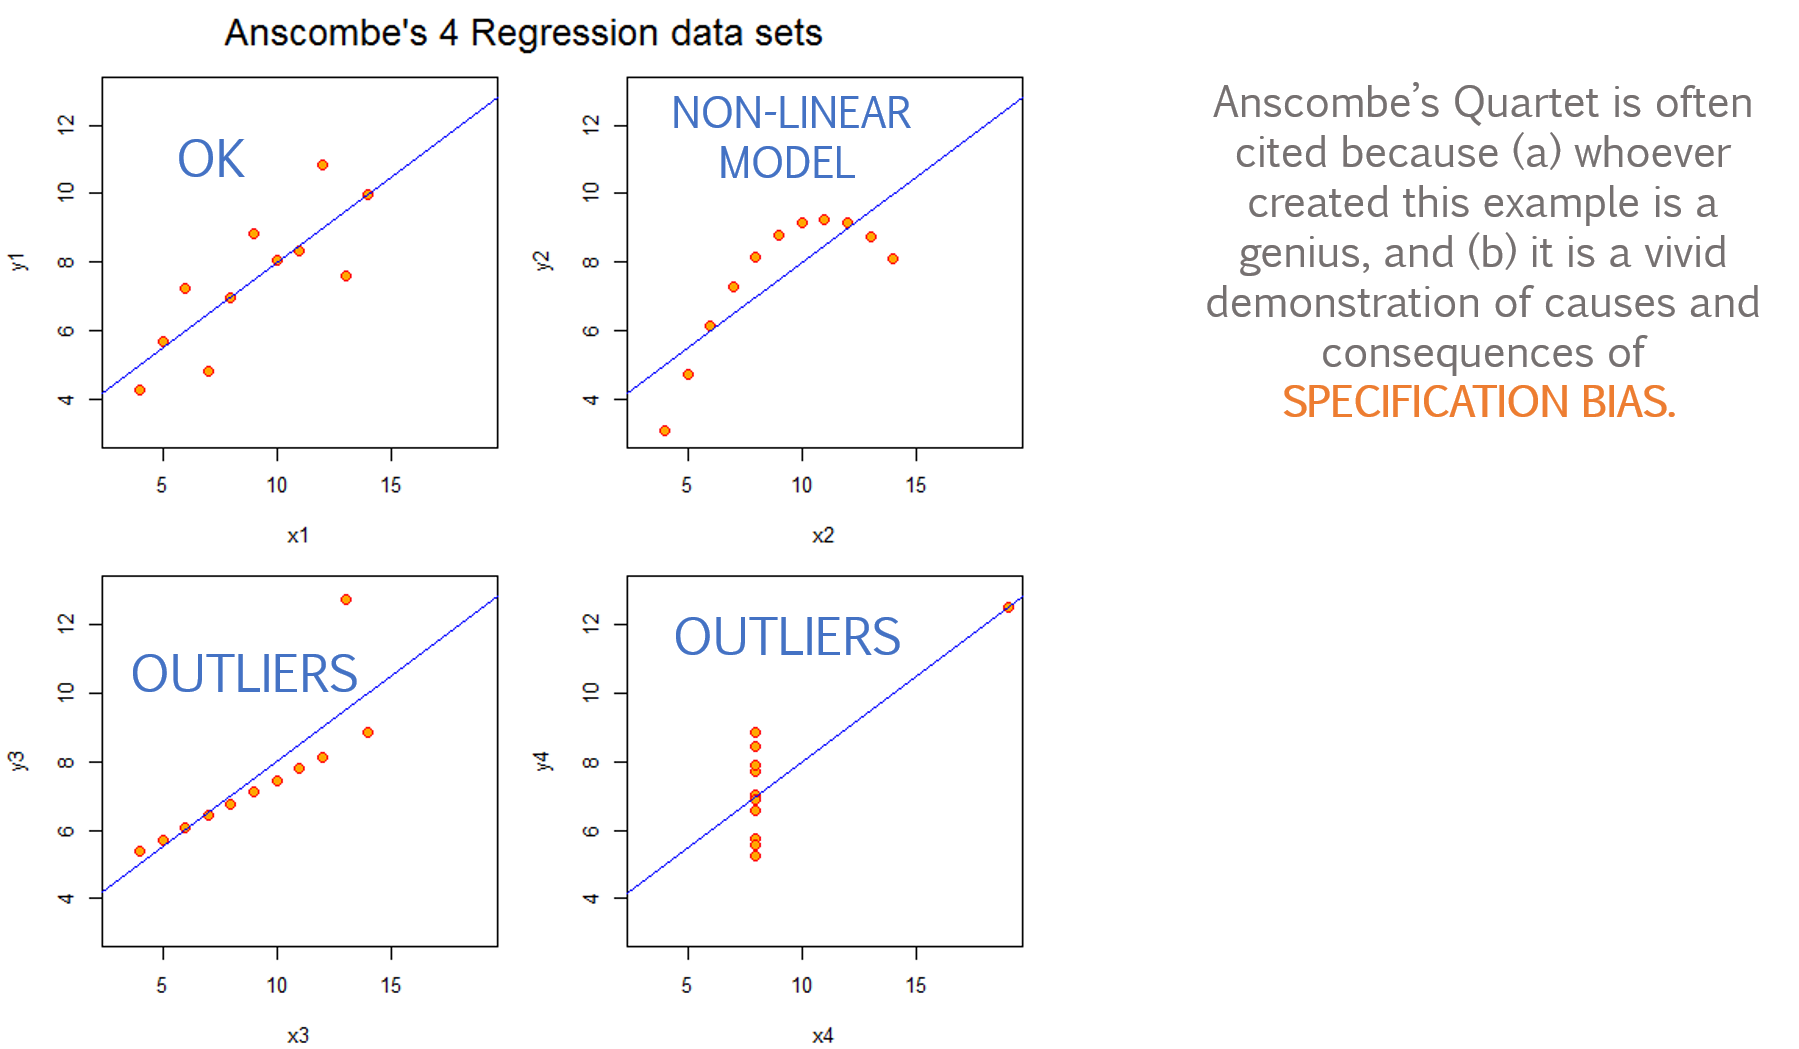 Anscombe's 4 Regression data sets
OK
12
10
8
6
4
y1
5 10 15
x1
NON-LINEAR
MODEL
12
10
8
6
4
y2
5 10 15
x2
OUTLIERS
12
10
8
6
4
y3
5 10 15
x3
OUTLIERS
12
10
8
6
4
y4
5 10 15
x4
Anscombe’s Quartet is often
cited because (a) whoever
created this example is a
genius, and (b) it is a vivid
demonstration of causes and
consequences of
SPECIFICATION BIAS.